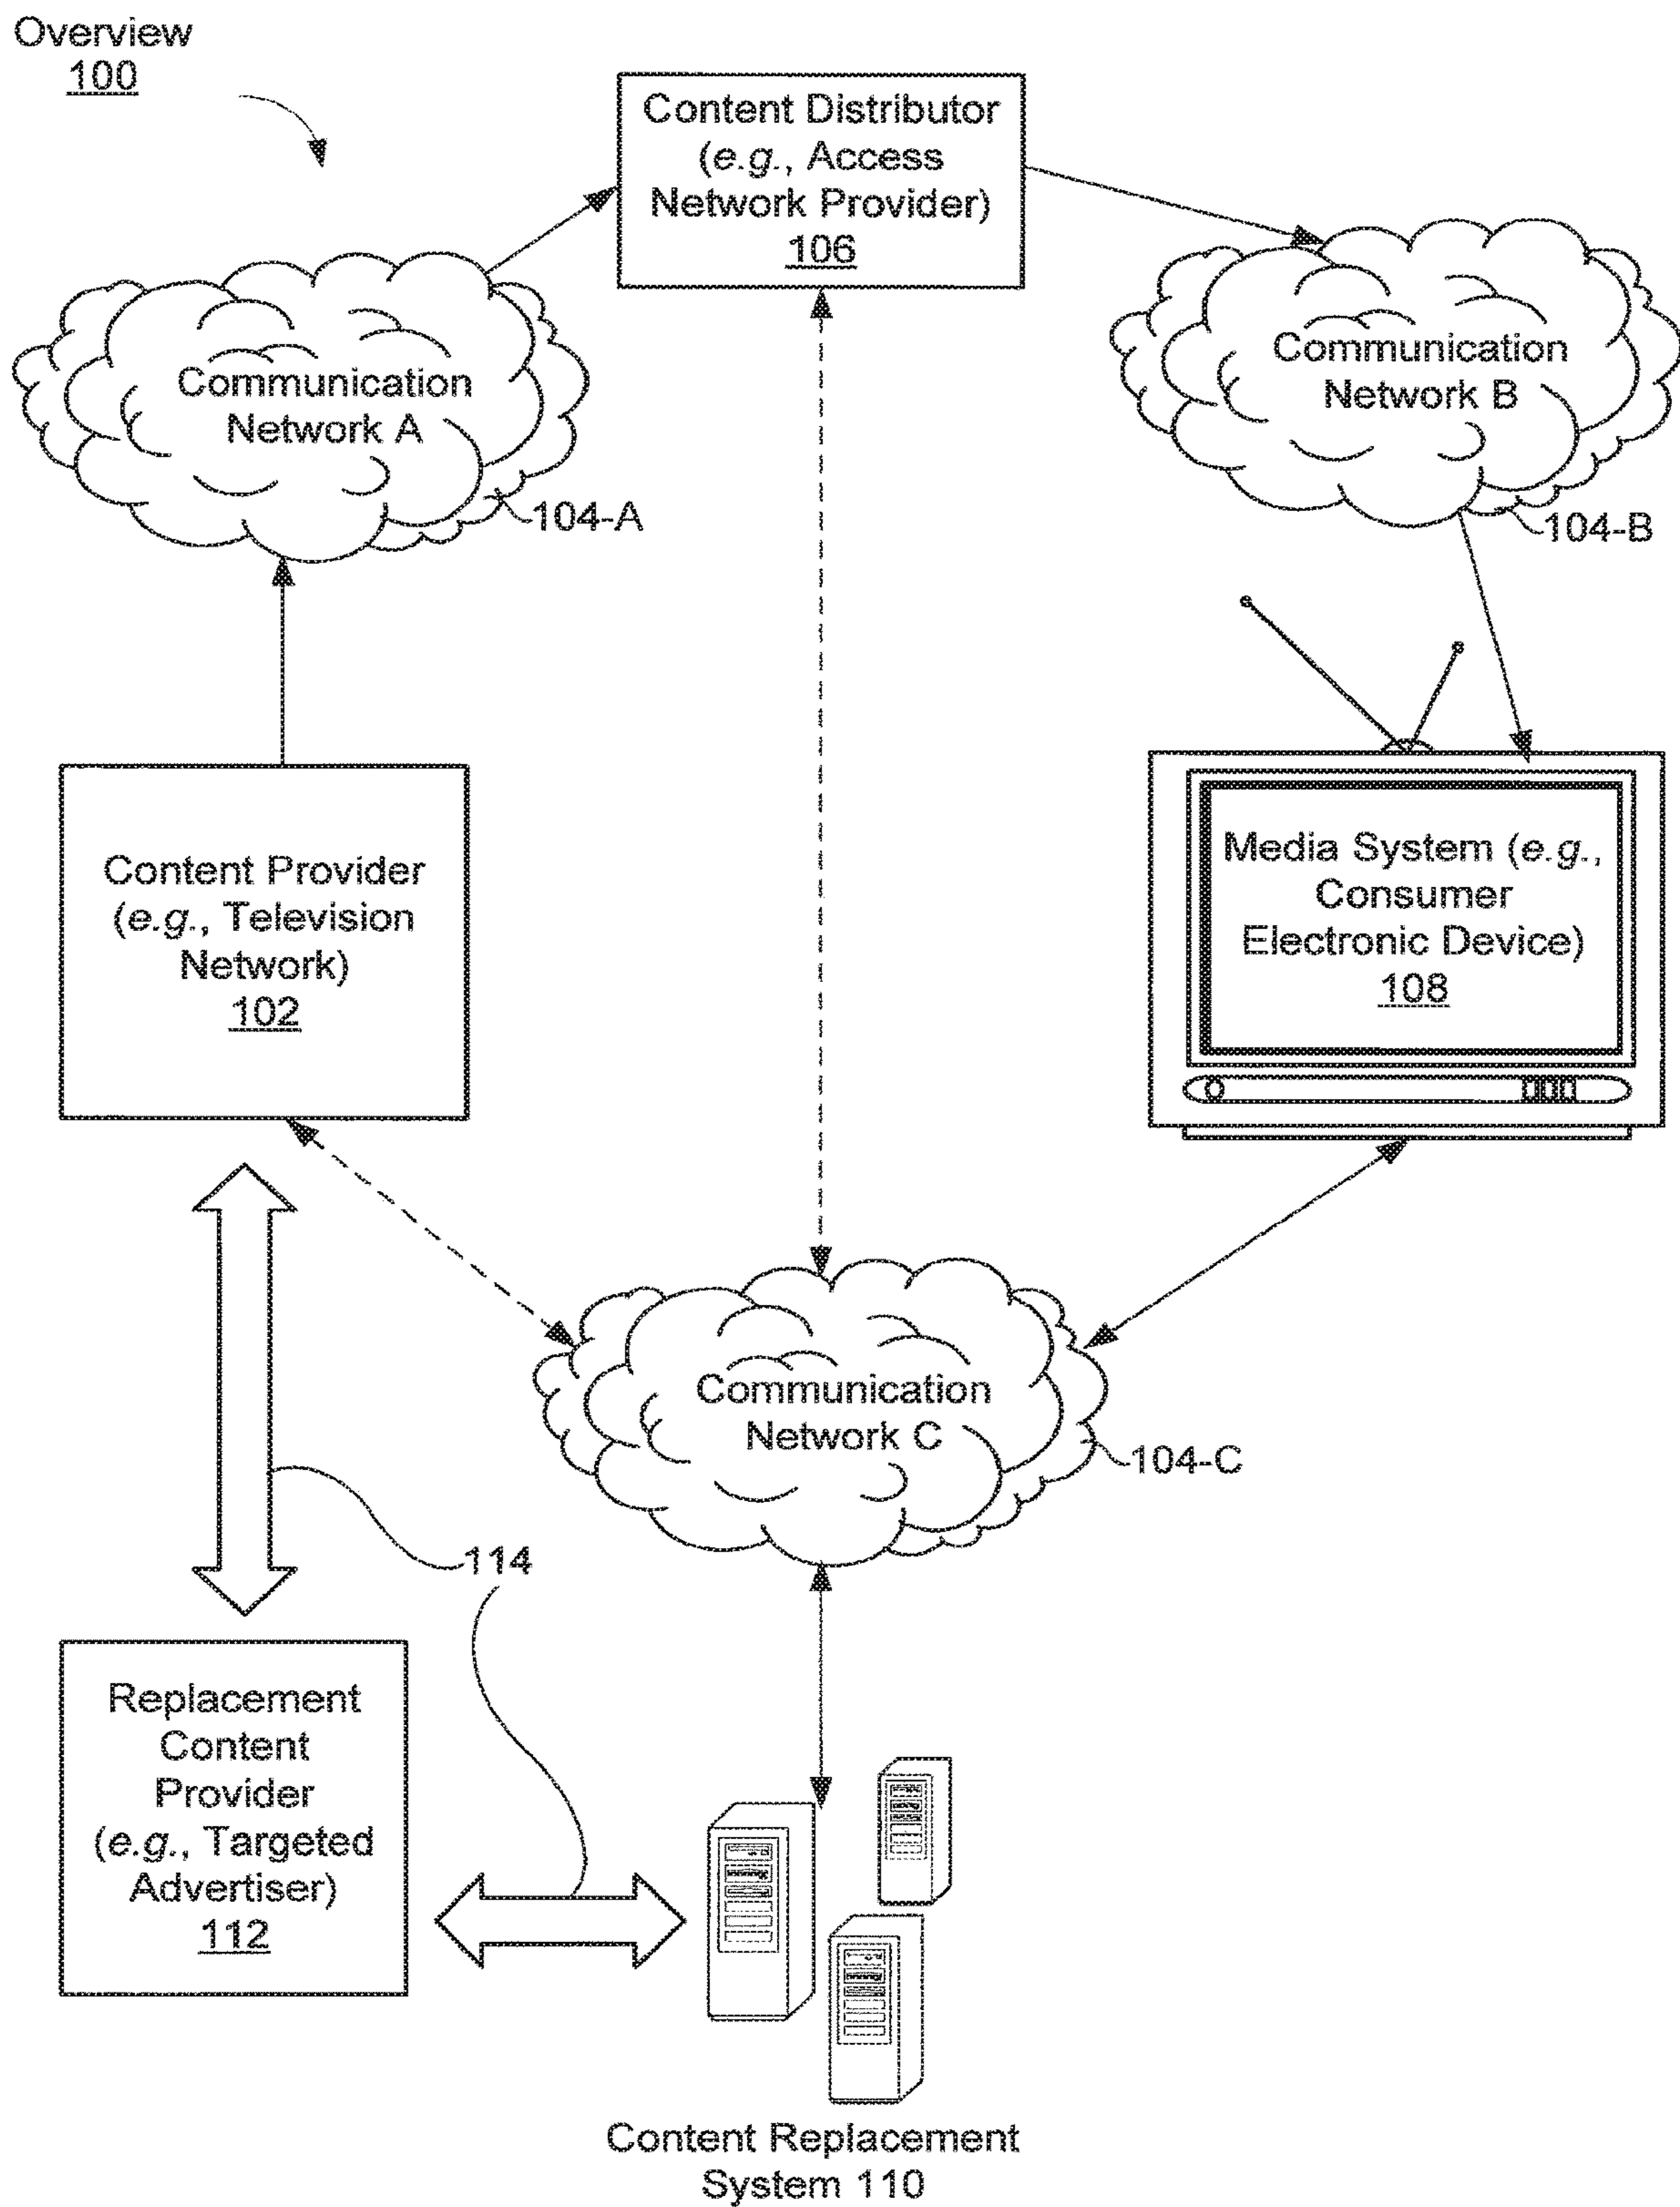 Overview
100
Content Distributor
(e.g., Access
Network Provider)
106
Communication
Network A
104-A
Communication
Network B
104-B
Content Provider
(e.g., Television
Network)
102
Media System (e.g.,
Consumer
Electronic Device)
108
Communication
Network C
104-C
114
Replacement
Content
Provider
(e.g., Targeted
Advertiser)
112
Content Replacement
System 110